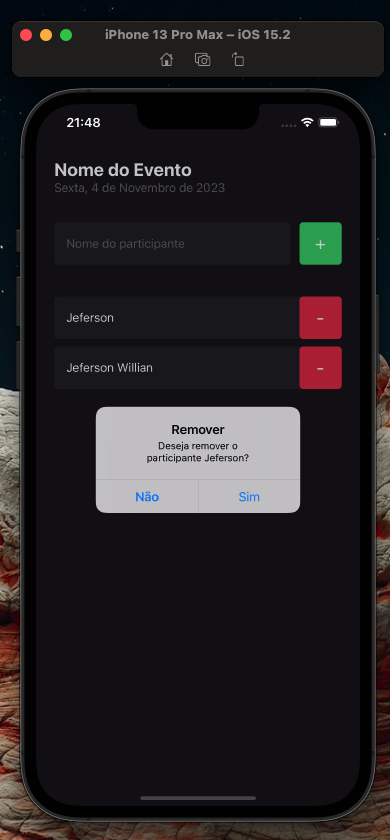 iPhone 13 Pro Max – iOS 15.2
21:48
Nome do Evento
Sexta, 4 de Novembro de 2023
Nome do participante
+
Jeferson
-
Jeferson Willian
-
Remover
Deseja remover o
participante Jeferson?
Não
Sim